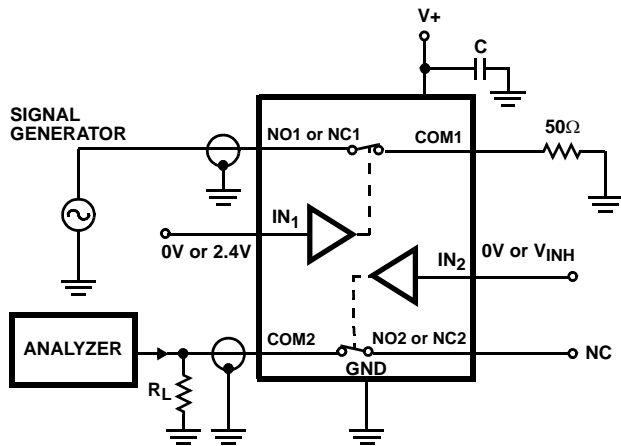 V+
C
SIGNAL
GENERATOR
NO1 or NC1
COM1
50Ω
IN1
0V or 2.4V
IN2
0V or VINH
ANALYZER
COM2
NO2 or NC2
NC
GND
RL